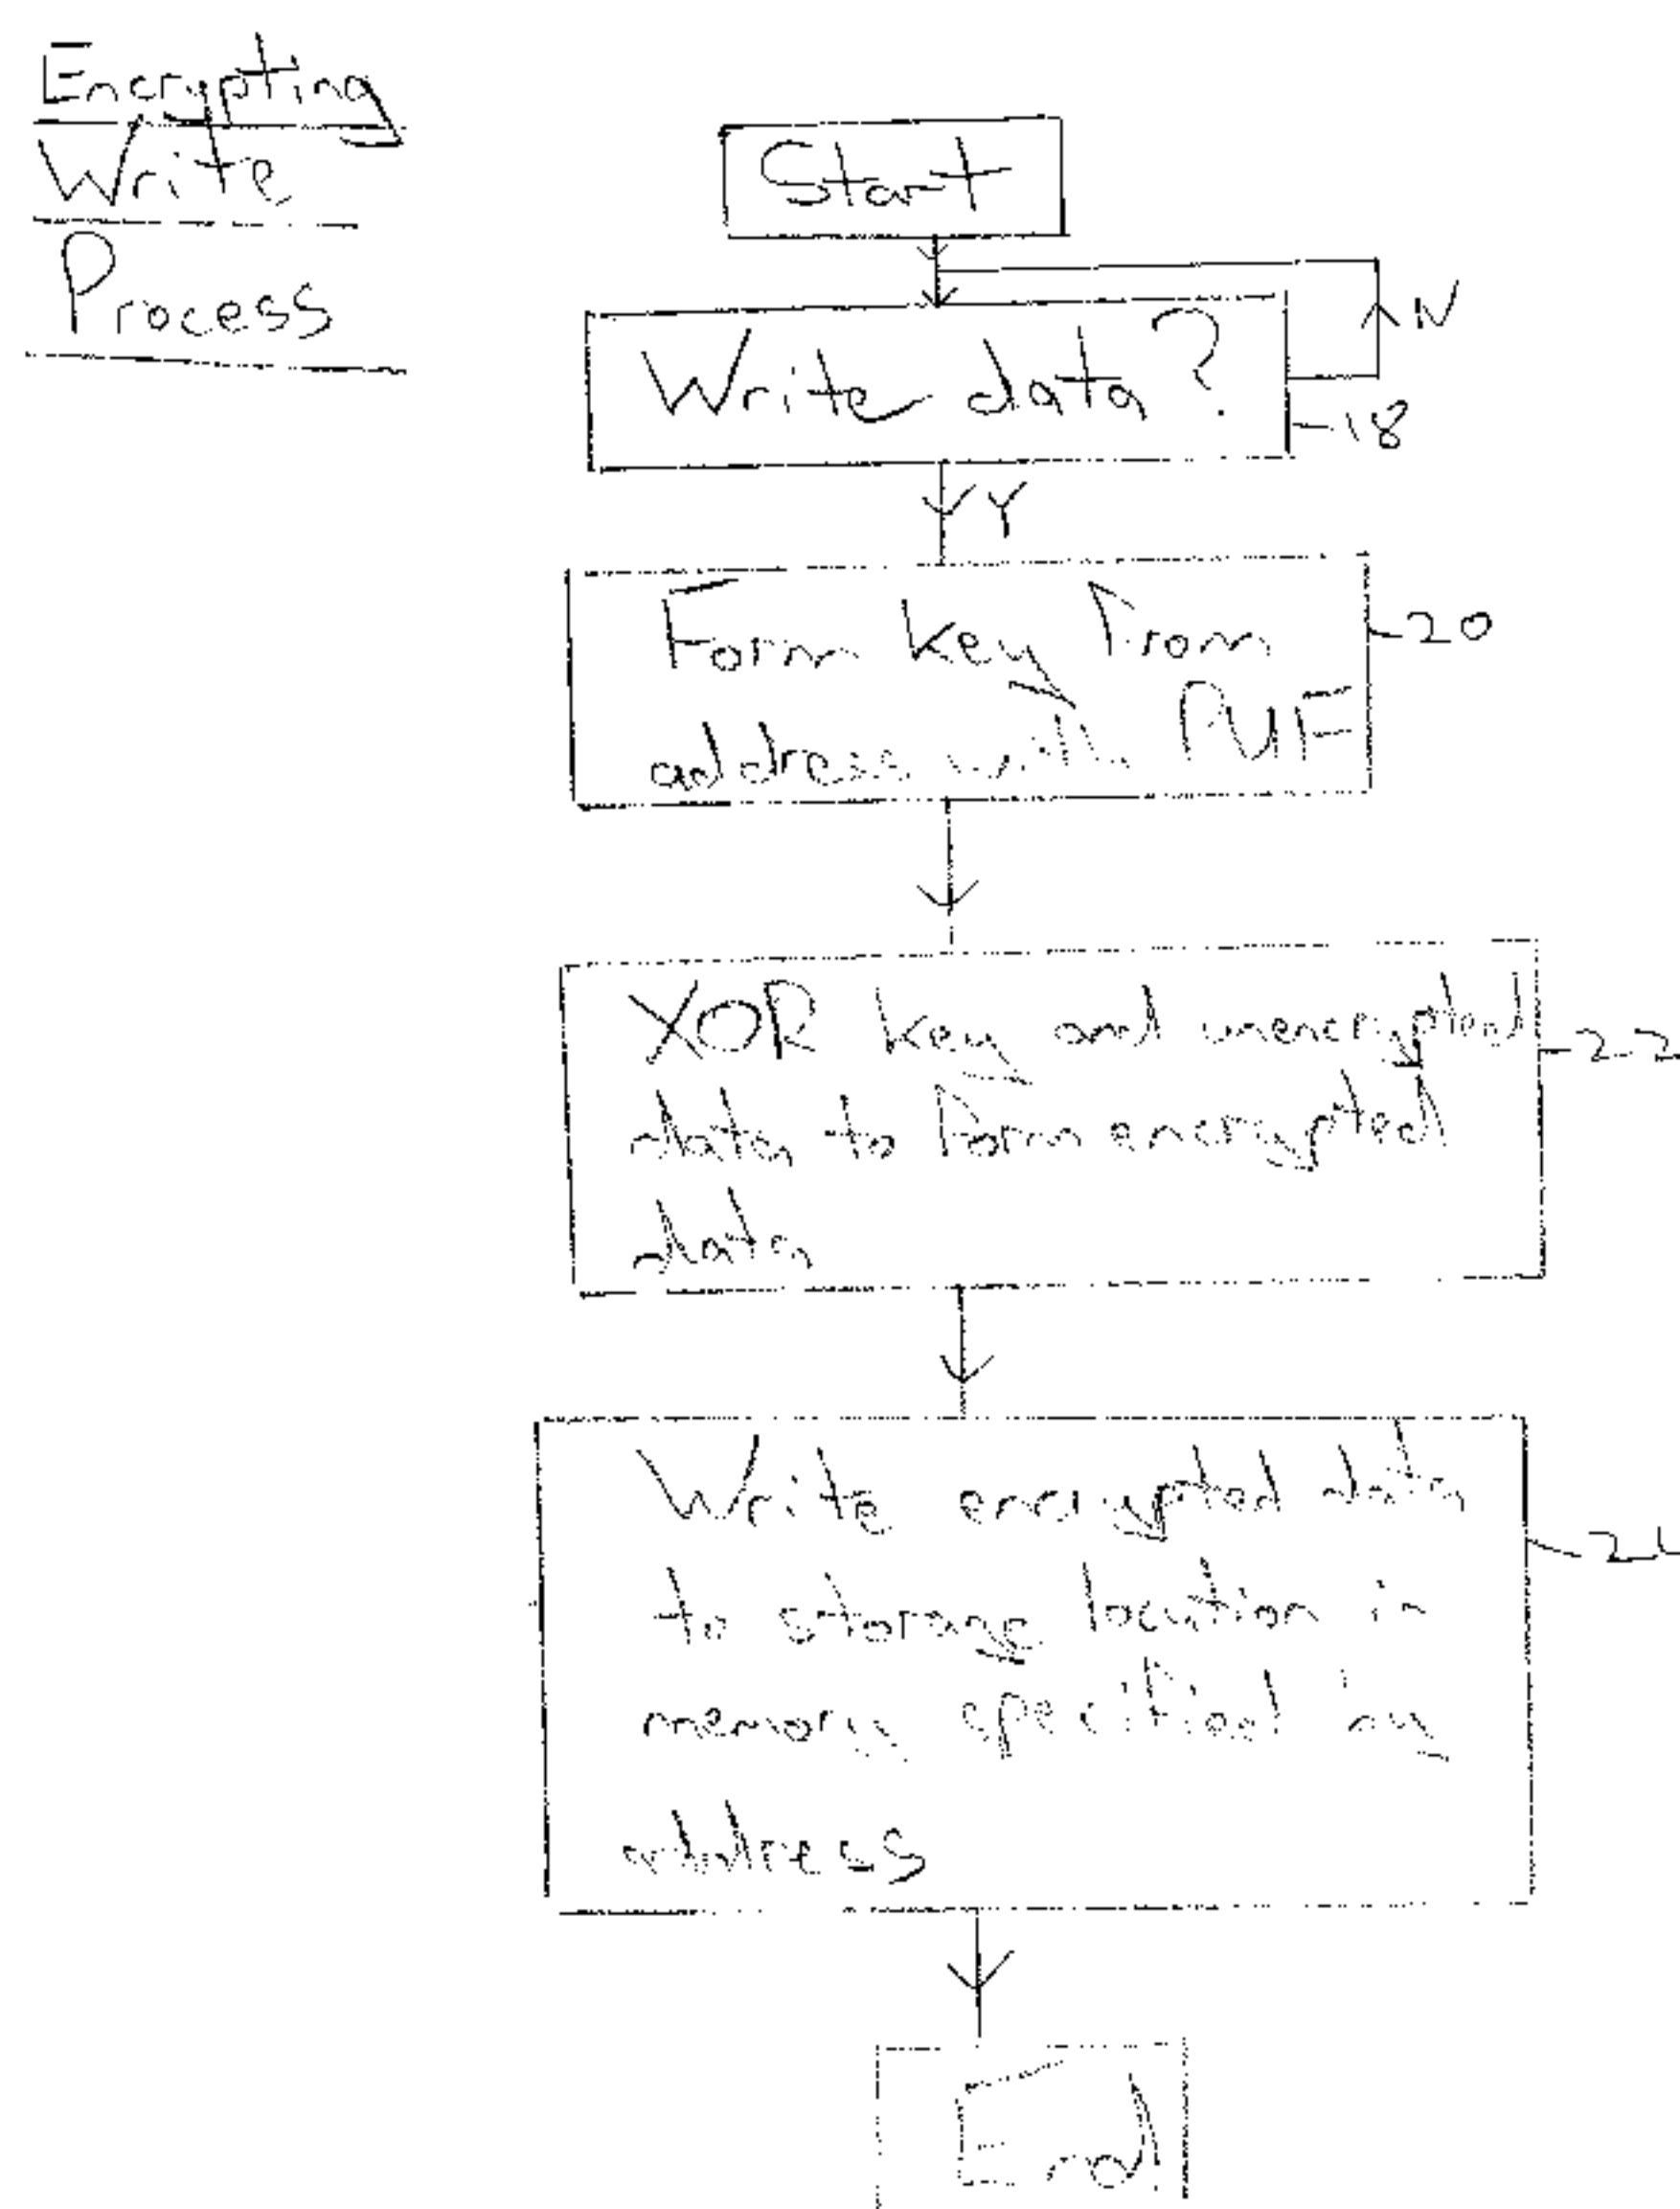 Encrypting
Write
Process
Start
N
Write data?
18
Y
Form key from
20
address with PUF
XOR key and unencrypted
22
data to form encrypted
data
Write encrypted data
to storage location in
memory specified by
address
End